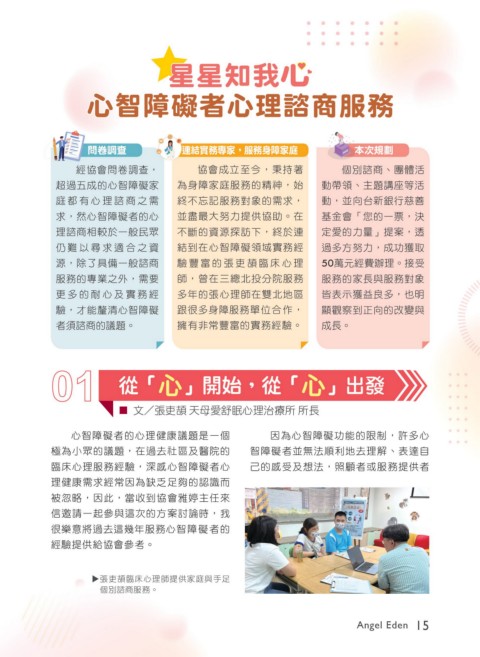 星星知我心
心智障礙者心理諮商服務
問卷調查
經協會問卷調查，
超過五成的心智障礙家
庭都有心理諮商之需
求，然心智障礙者的心
理諮商相較於一般民眾
仍難以尋求適合之資
源，除了具備一般諮商
服務的專業之外，需要
更多的耐心及實務經
驗，才能釐清心智障礙
者須諮商的議題。
連結實務專家，服務身障家庭
協會成立至今，秉持著
為身障家庭服務的精神，始
終不忘記服務對象的需求，
並盡最大努力提供協助。在
不斷的資源探訪下，終於連
結到在心智障礙領域實務經
驗豐富的張吏頡臨床心理
師，曾在三總北投分院服務
多年的張心理師在雙北地區
跟很多身障服務單位合作，
擁有非常豐富的實務經驗。
本次規劃
個別諮商、團體活
動帶領、主題講座等活
動，並向台新銀行慈善
基金會「您的一票，決
定愛的力量」提案，透
過多方努力，成功獲取
50萬元經費辦理。接受
服務的家長與服務對象
皆表示獲益良多，也明
顯觀察到正向的改變與
成長。
01 從「心」開始，從「心」出發
■ 文／張吏頡 天母愛舒眠心理治療所 所長
心智障礙者的心理健康議題是一個
極為小眾的議題，在過去社區及醫院的
臨床心理服務經驗，深感心智障礙者心
理健康需求經常因為缺乏足夠的認識而
被忽略，因此，當收到協會雅婷主任來
信邀請一起參與這次的方案討論時，我
很樂意將過去這幾年服務心智障礙者的
經驗提供給協會參考。
▶張吏頡臨床心理師提供家庭與手足
個別諮商服務。
因為心智障礙功能的限制，許多心
智障礙者並無法順利地去理解、表達自
己的感受及想法，照顧者或服務提供者
Angel Eden 15